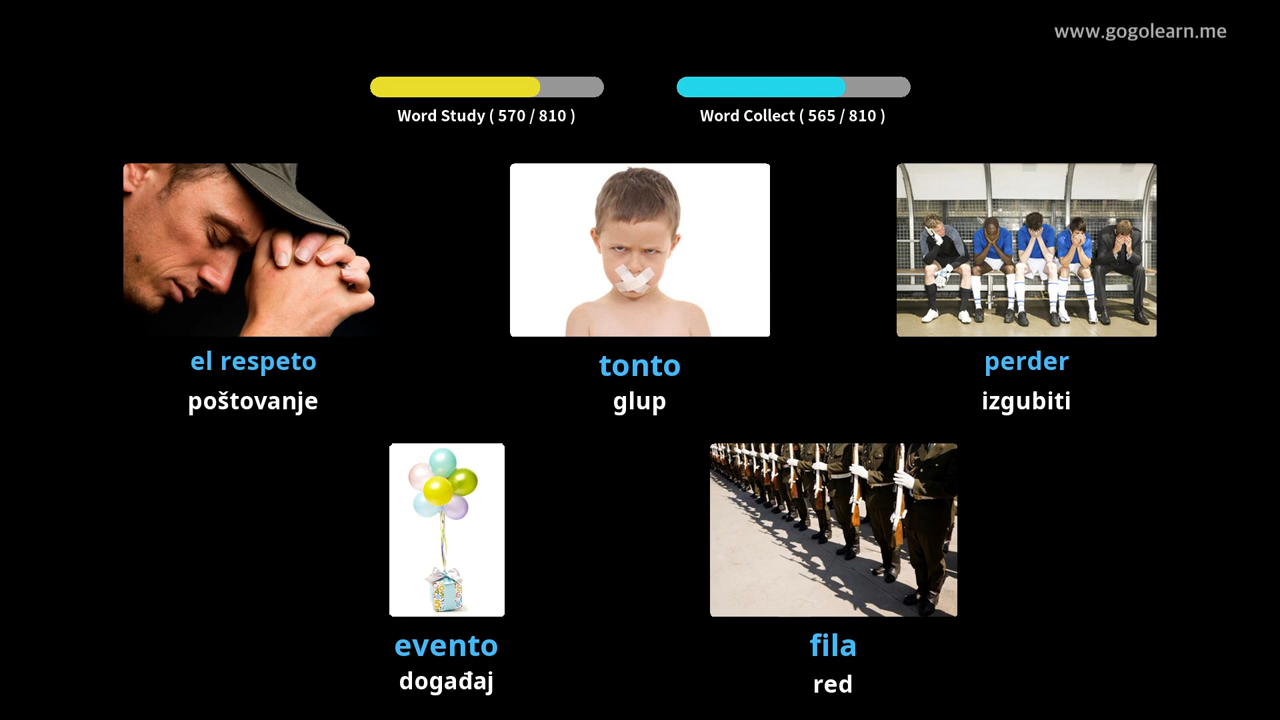 www.gogolearn.me
Word Study ( 570 / 810 )
Word Collect ( 565 / 810 )
el respeto
poštovanje
tonto
glup
perder
izgubiti
evento
događaj
fila
red